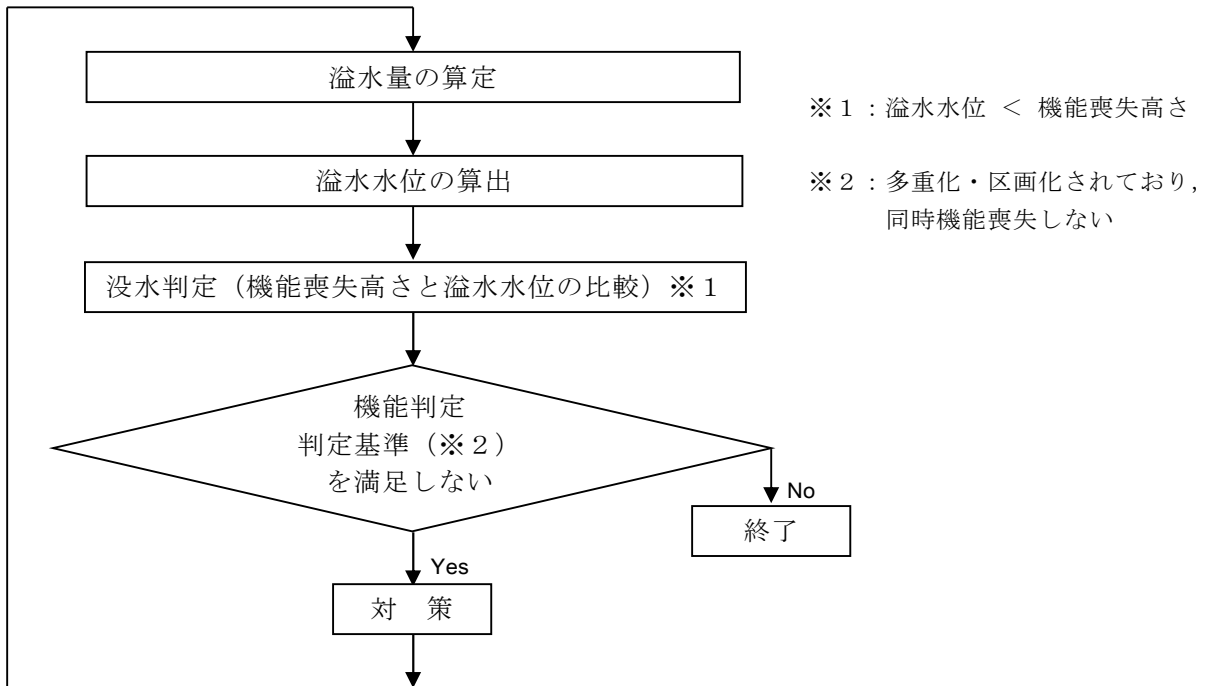 溢水量の算定
溢水水位の算出
没水判定（機能喪失高さと溢水水位の比較）※１
機能判定
判定基準（※２）
を満足しない
No
終了
Yes
対　策
※１：溢水水位 ＜ 機能喪失高さ
※２：多重化・区画化されており，
同時機能喪失しない